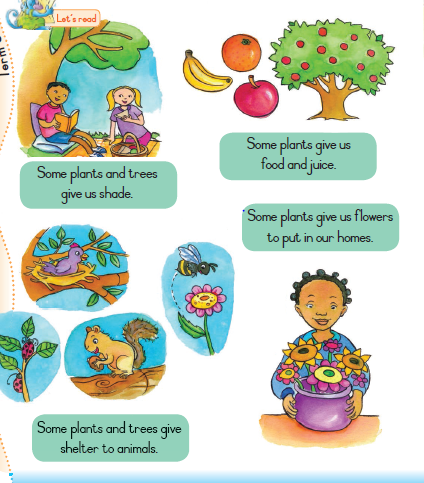 Let's read
Term
Some plants and trees
give us shade.
Some plants give us
food and juice.
Some plants give us flowers
to put in our homes.
Some plants and trees give
shelter to animals.